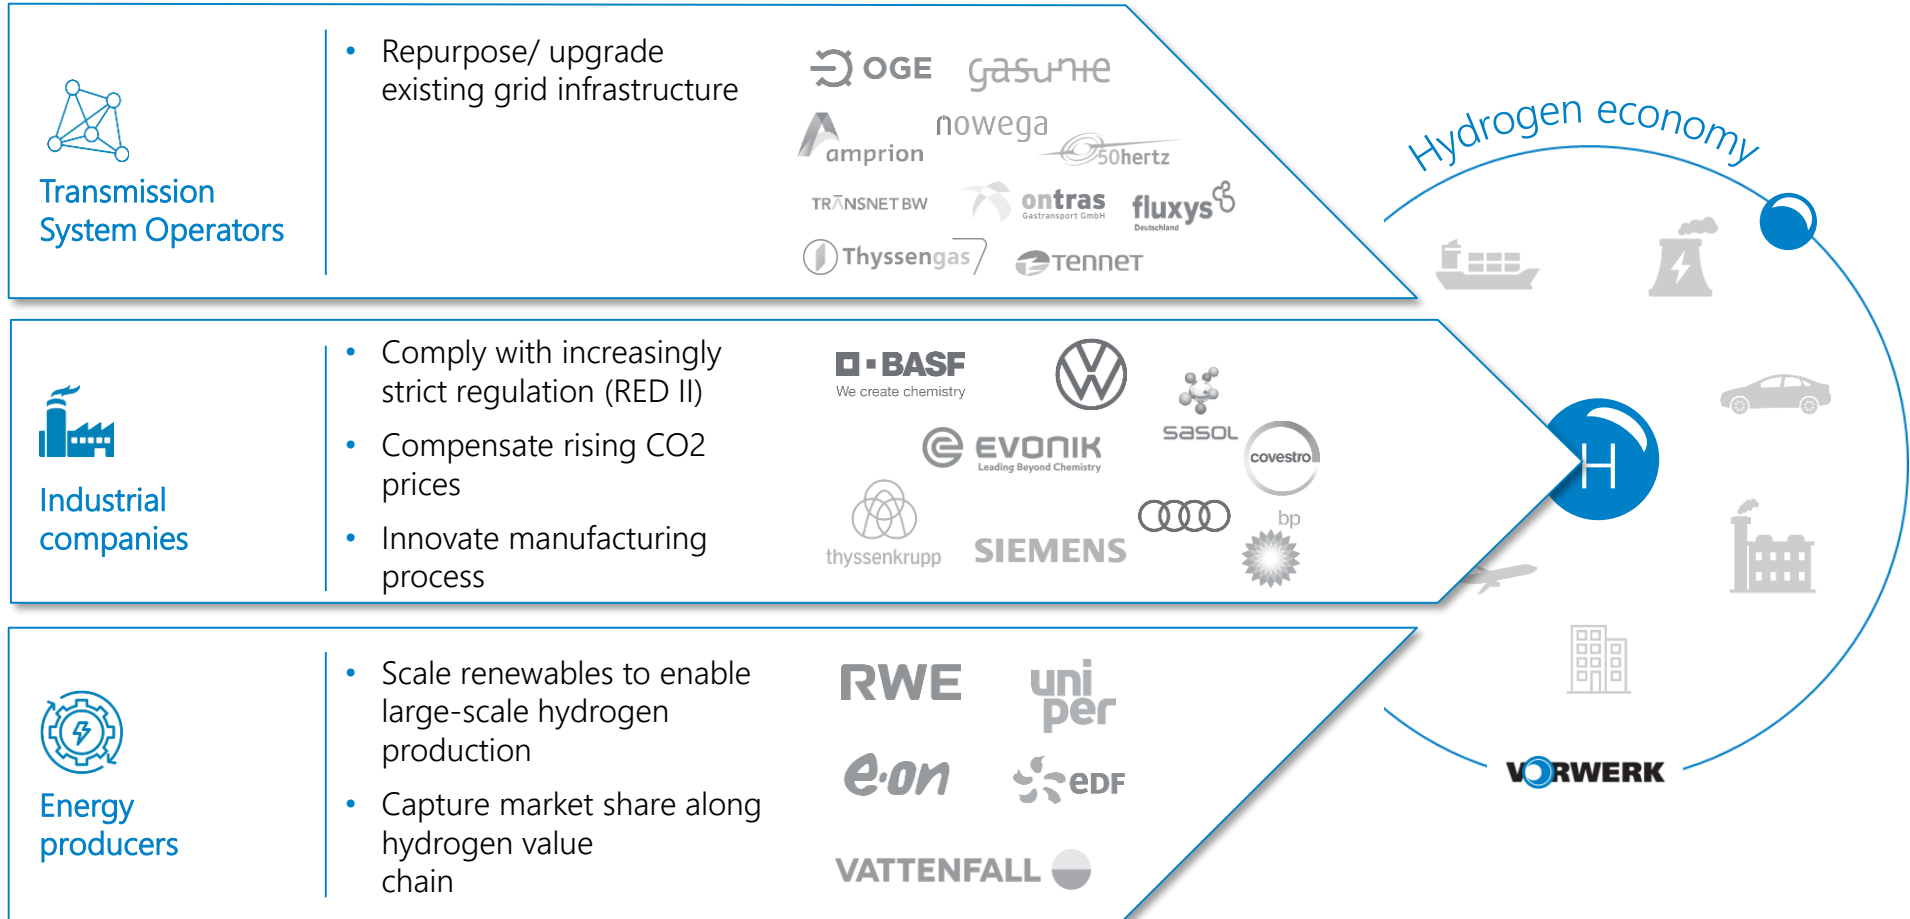 Transmission
System Operators
• Repurpose/ upgrade
existing grid infrastructure
OGE
gasunie
amprion
nowega
50hertz
TRANSNET BW
ontras
Gastransport GmbH
fluxys
Deutschland
Thyssengas
TenneT
Industrial
companies
• Comply with increasingly
strict regulation (RED II)
• Compensate rising CO2
prices
• Innovate manufacturing
process
BASF
We create chemistry
VW
sasol
EVONIK
Leading Beyond Chemistry
covestro
thyssenkrupp
SIEMENS
bp
Energy
producers
• Scale renewables to enable
large-scale hydrogen
production
• Capture market share along
hydrogen value
chain
RWE
uni
per
e·on
eDF
VATTENFALL
Hydrogen economy
H
VORWERK